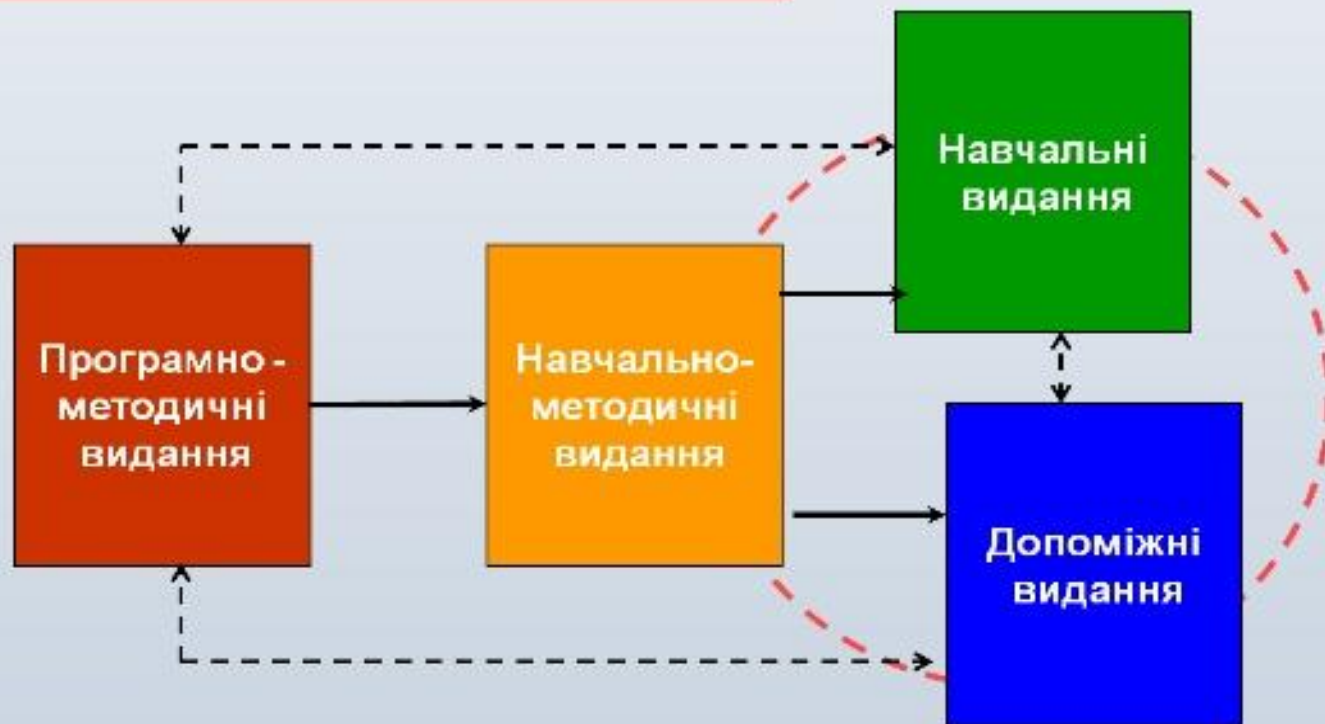 Програмно-
методичні
видання
Навчально-
методичні
видання
Навчальні
видання
Допоміжні
видання